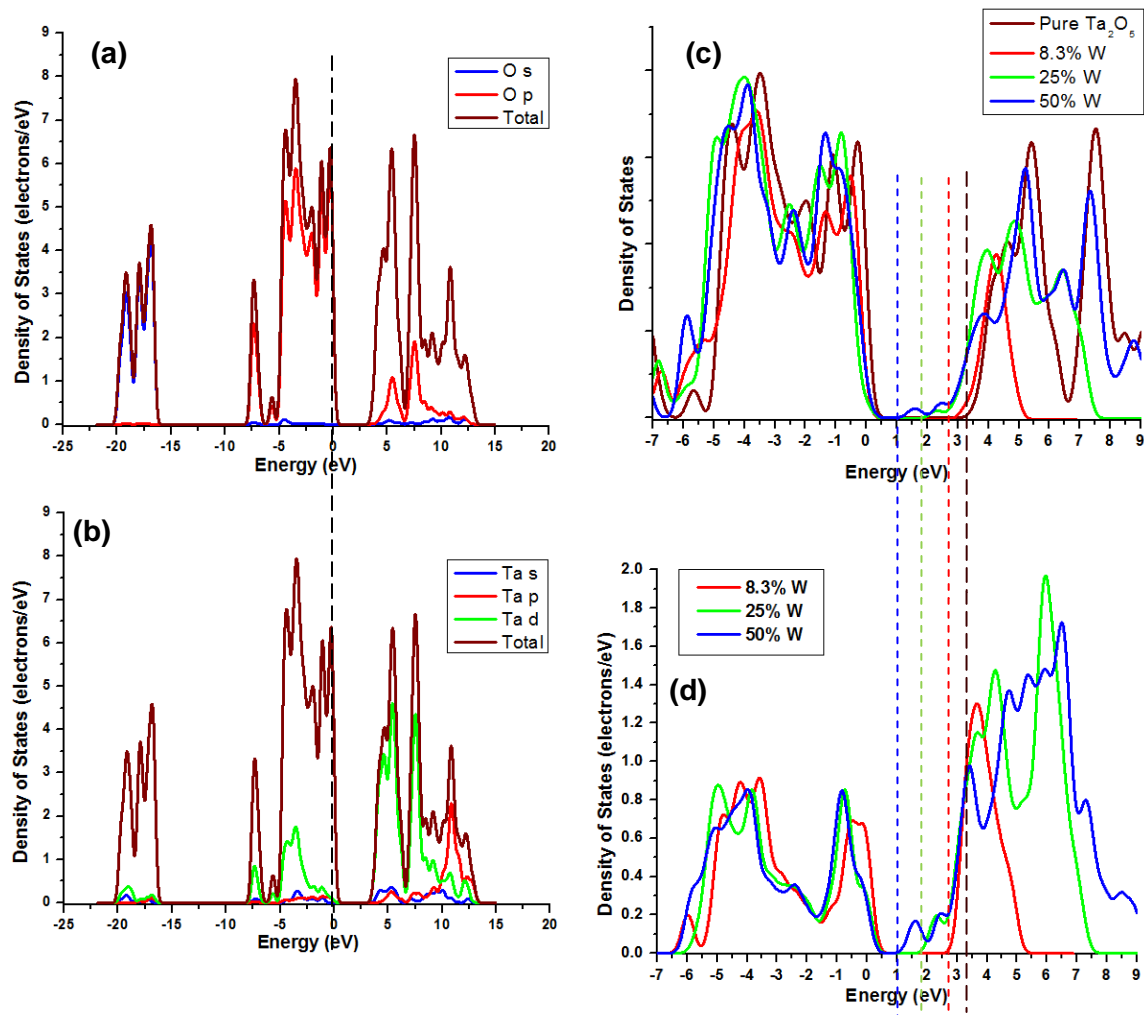 (a)
O s
O p
Total
Density of States (electrons/eV)
9
8
7
6
5
4
3
2
1
0
-25 -20 -15 -10 -5 0 5 10 15 20
Energy (eV)
(b)
Ta s
Ta p
Ta d
Total
Density of States (electrons/eV)
9
8
7
6
5
4
3
2
1
0
-25 -20 -15 -10 -5 0 5 10 15 20
Energy (eV)
(c)
Pure Ta₂O₅
8.3% W
25% W
50% W
Density of States
-7 -6 -5 -4 -3 -2 -1 0 1 2 3 4 5 6 7 8 9
Energy (eV)
(d)
8.3% W
25% W
50% W
Density of States (electrons/eV)
2.0
1.8
1.6
1.4
1.2
1.0
0.8
0.6
0.4
0.2
0.0
-7 -6 -5 -4 -3 -2 -1 0 1 2 3 4 5 6 7 8 9
Energy (eV)